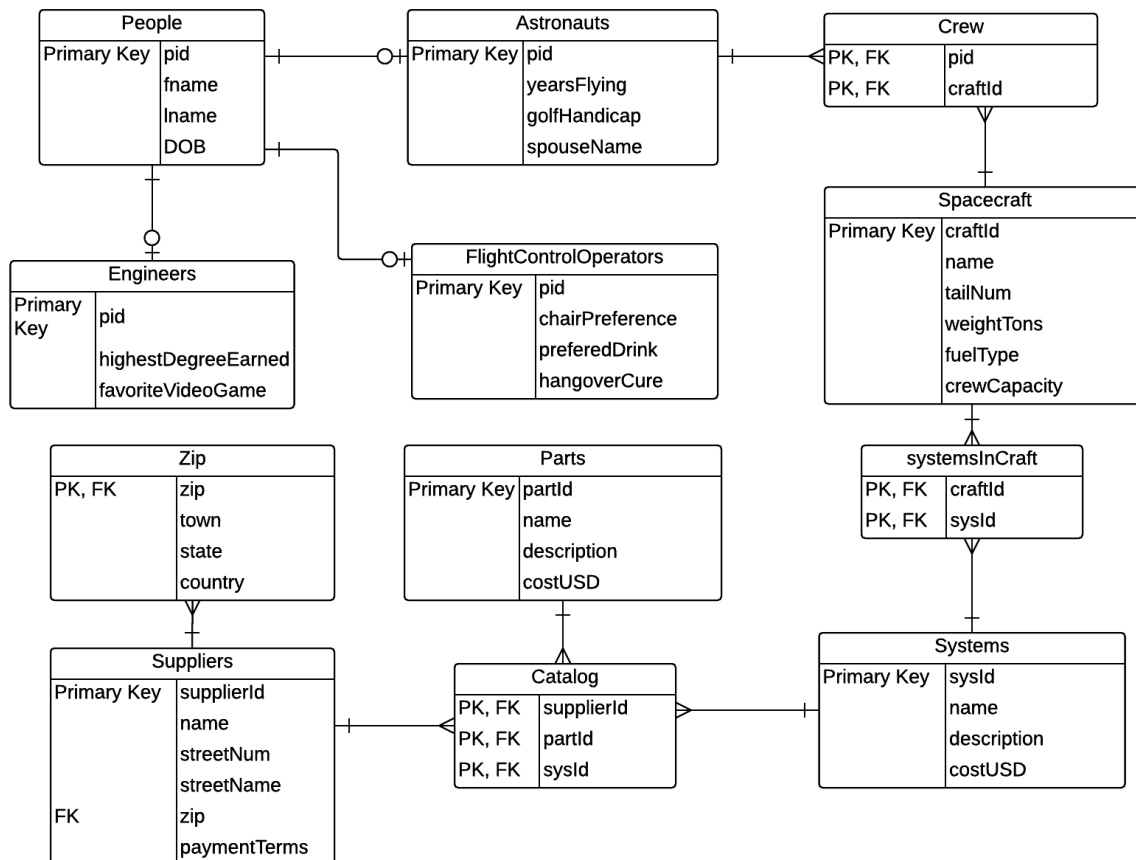 People
Primary Key pid
fname
lname
DOB
Astronauts
Primary Key pid
yearsFlying
golfHandicap
spouseName
Crew
PK, FK pid
PK, FK craftId
Spacecraft
Primary Key craftId
name
tailNum
weightTons
fuelType
crewCapacity
Engineers
Primary
Key
pid
highestDegreeEarned
favoriteVideoGame
FlightControlOperators
Primary Key pid
chairPreference
preferedDrink
hangoverCure
Zip
PK, FK zip
town
state
country
Parts
Primary Key partId
name
description
costUSD
systemsInCraft
PK, FK craftId
PK, FK sysId
Suppliers
Primary Key supplierId
name
streetNum
streetName
FK zip
paymentTerms
Catalog
PK, FK supplierId
PK, FK partId
PK, FK sysId
Systems
Primary Key sysId
name
description
costUSD